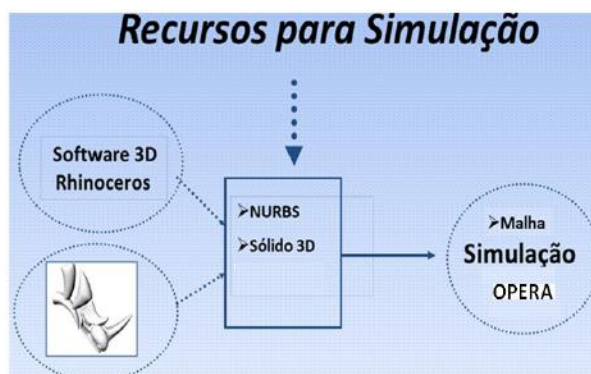 Recursos para Simulação
Software 3D
Rhinoceros
➢NURBS
➢Sólido 3D
➢Malha
Simulação
OPERA